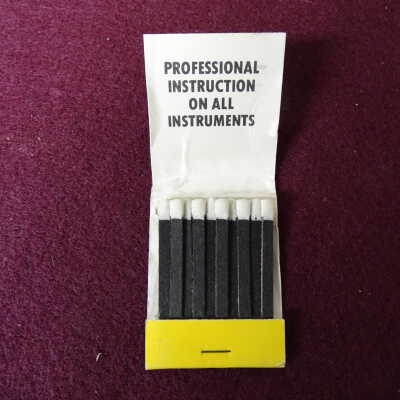 PROFESSIONAL
INSTRUCTION
ON ALL
INSTRUMENTS